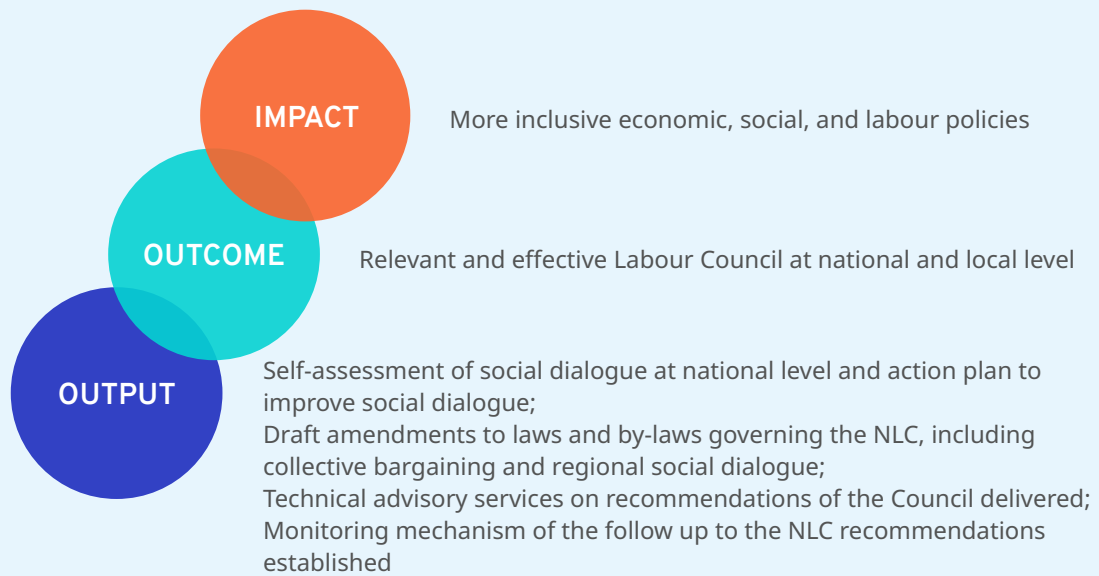 IMPACT
More inclusive economic, social, and labour policies
OUTCOME
Relevant and effective Labour Council at national and local level
OUTPUT
Self-assessment of social dialogue at national level and action plan to
improve social dialogue;
Draft amendments to laws and by-laws governing the NLC, including
collective bargaining and regional social dialogue;
Technical advisory services on recommendations of the Council delivered;
Monitoring mechanism of the follow up to the NLC recommendations
established